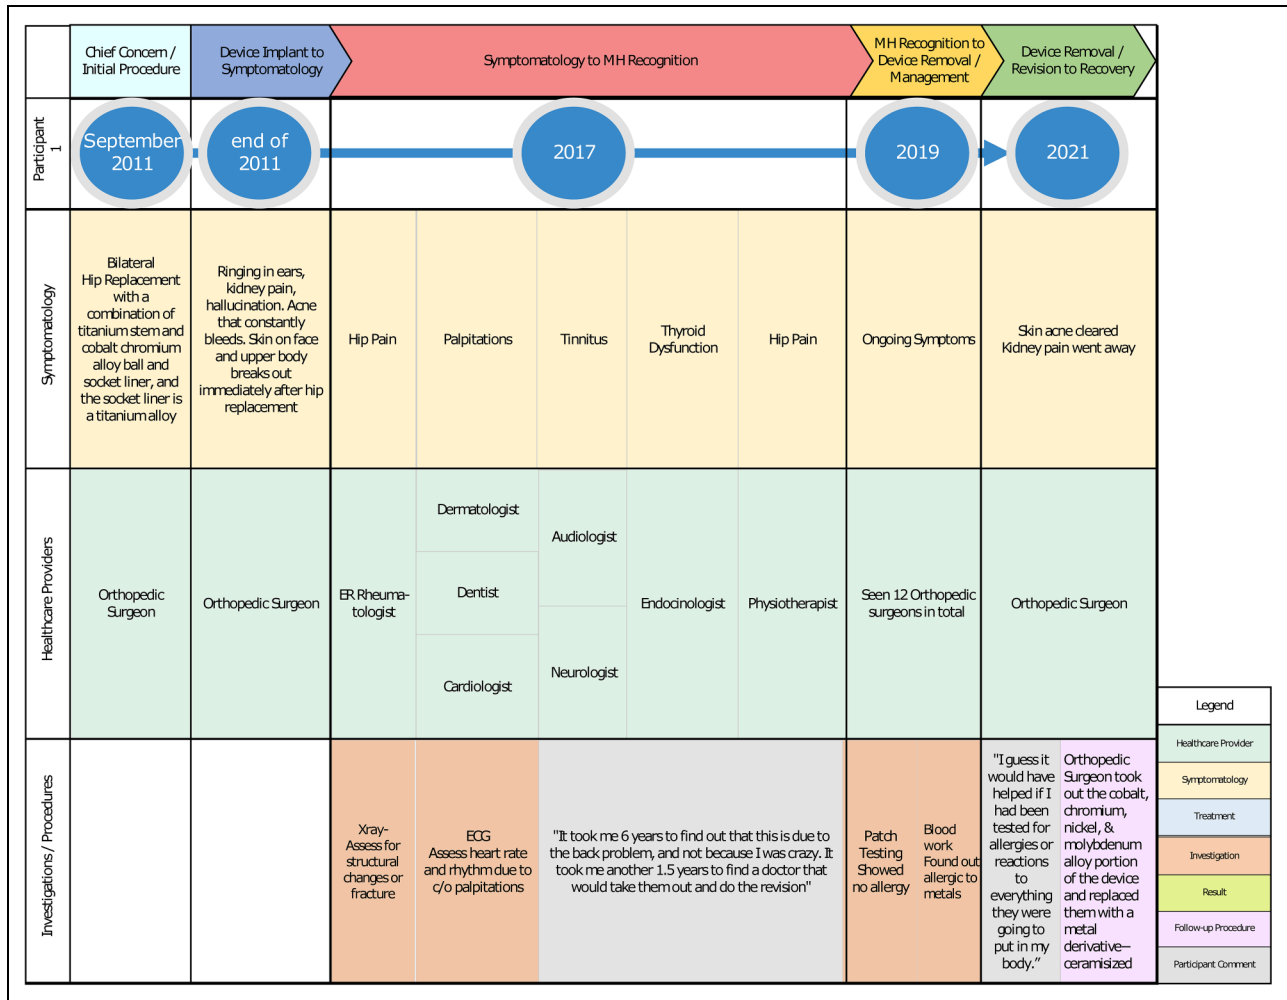 Chief Concern /
Initial Procedure
Device Implant to
Symptomatology
Symptomatology to MH Recognition
MH Recognition to
Device Removal /
Management
Device Removal /
Revision to Recovery
Participant
1
September
2011
end of
2011
2017
2019
2021
Symptomatology
Bilateral
Hip Replacement
with a
combination of
titanium stem and
cobalt chromium
alloy ball and
socket liner, and
the socket liner is
a titanium alloy
Ringing in ears,
kidney pain,
hallucination. Acne
that constantly
bleeds. Skin on face
and upper body
breaks out
immediately after hip
replacement
Hip Pain
Palpitations
Tinnitus
Thyroid
Dysfunction
Hip Pain
Ongoing Symptoms
Skin acne cleared
Kidney pain went away
Healthcare Providers
Orthopedic
Surgeon
Orthopedic Surgeon
ER Rheuma-
tologist
Dermatologist
Dentist
Cardiologist
Audiologist
Neurologist
Endocinologist
Physiotherapist
Seen 12 Orthopedic
surgeons in total
Orthopedic Surgeon
Investigations / Procedures
Xray-
Assess for
structural
changes or
fracture
ECG
Assess heart rate
and rhythm due to
c/o palpitations
"It took me 6 years to find out that this is due to
the back problem, and not because I was crazy. It
took me another 1.5 years to find a doctor that
would take them out and do the revision"
Patch
Testing
Showed
no allergy
Blood
work
Found out
allergic to
metals
"I guess it
would have
helped if I
had been
tested for
allergies or
reactions
to
everything
they were
going to
put in my
body.”
Orthopedic
Surgeon took
out the cobalt,
chromium,
nickel, &
molybdenum
alloy portion
of the device
and replaced
them with a
metal
derivative–
ceramisized
Legend
Healthcare Provider
Symptomatology
Treatment
Investigation
Result
Follow-up Procedure
Participant Comment